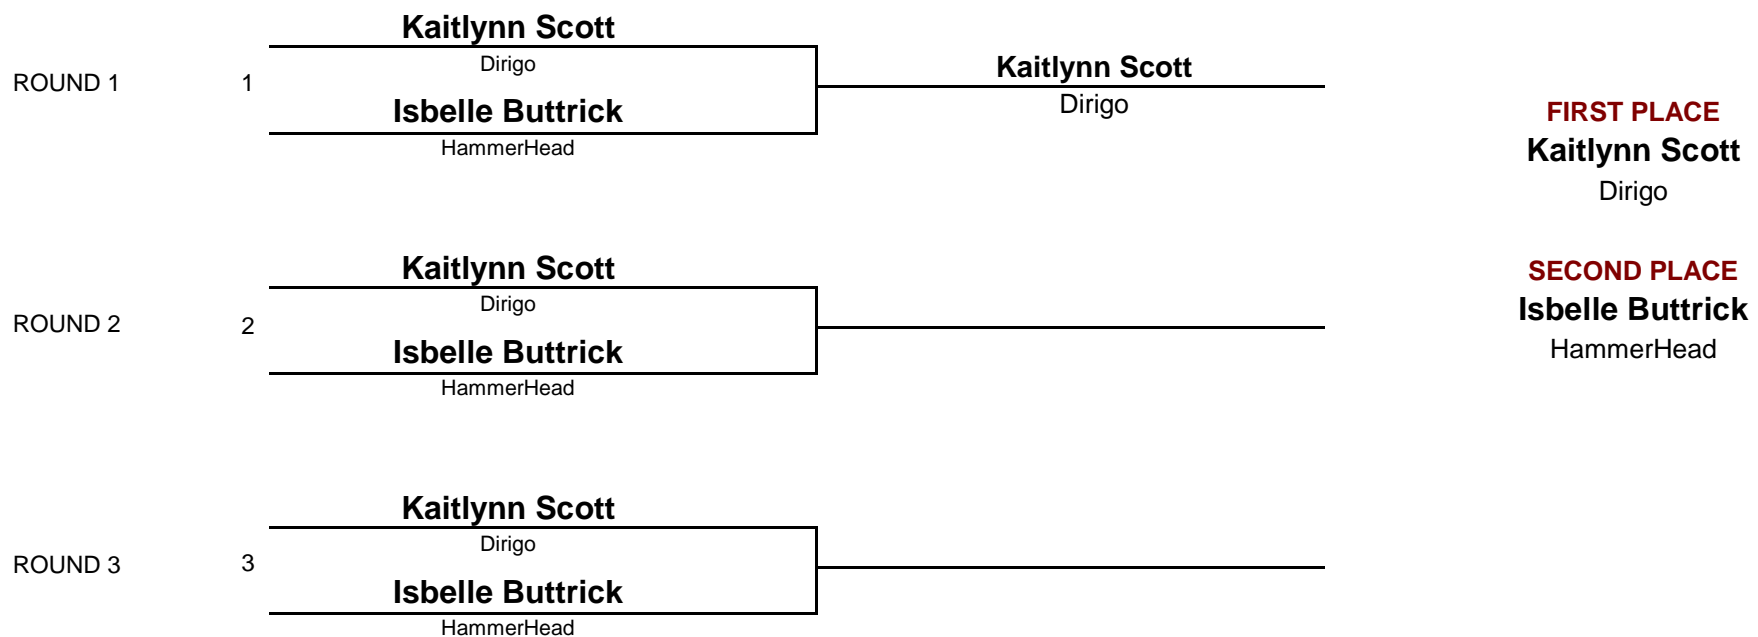 ROUND 1
1
Kaitlynn Scott
Dirigo
Isbelle Buttrick
HammerHead
Kaitlynn Scott
Dirigo
ROUND 2
2
Kaitlynn Scott
Dirigo
Isbelle Buttrick
HammerHead
ROUND 3
3
Kaitlynn Scott
Dirigo
Isbelle Buttrick
HammerHead
FIRST PLACE
Kaitlynn Scott
Dirigo
SECOND PLACE
Isbelle Buttrick
HammerHead